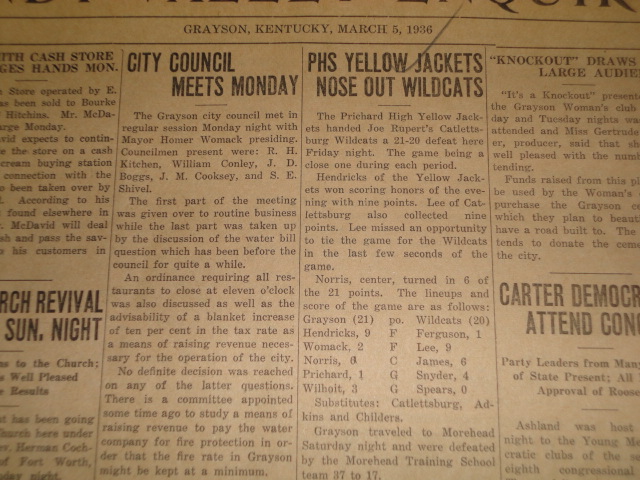 GRAYSON, KENTUCKY, MARCH 5, 1936
ITH CASH STORE
GES HANDS MON.
Store operated by E.
as been sold to Bourke
Hitchins. Mr. McDa-
arge Monday.
avid expects to contin-
e the store on a cash
cream buying station
connection with the
o been taken over by
According to his
found elsewhere in
. McDavid will deal
sh and pass the sav-
o his customers in
RCH REVIVAL
SUN. NIGHT
ns to the Church;
s Well Pleased
e Results
at has been going
hurch here under
ev. Herman Coch-
of Fort Worth,
day night.
CITY COUNCIL
MEETS MONDAY
The Grayson city council met in
regular session Monday night with
Mayor Homer Womack presiding.
Councilmen present were: R. H.
Kitchen, William Conley, J. D.
Boggs, J. M. Cooksey, and S. E.
Shivel.
The first part of the meeting
was given over to routine business
while the last part was taken up
by the discussion of the water bill
question which has been before the
council for quite a while.
An ordinance requiring all res-
taurants to close at eleven o'clock
was also discussed as well as the
advisability of a blanket increase
of ten per cent in the tax rate as
a means of raising revenue neces-
sary for the operation of the city.
No definite decision was reached
on any of the latter questions.
There is a committee appointed
some time ago to study a means of
raising revenue to pay the water
company for fire protection in or-
der that the fire rate in Grayson
might be kept at a minimum.
PHS YELLOW JACKETS
NOSE OUT WILDCATS
The Prichard High Yellow Jack-
ets handed Joe Rupert's Catletts-
burg Wildcats a 21-20 defeat here
Friday night. The game being a
close one during each period.
Hendricks of the Yellow Jack-
ets won scoring honors of the eve-
ning with nine points. Lee of Cat-
lettsburg also collected nine
points. Lee missed an opportunity
to tie the game for the Wildcats
in the last few seconds of the
game.
Norris, center, turned in 6 of
the 21 points. The lineups and
score of the game are as follows:
Grayson (21) po. Wildcats (20)
Hendricks, 9 F Ferguson, 1
Womack, 2 F Lee, 9
Norris, 6 C James, 6
Prichard, 1 G Snyder, 4
Wilholt, 3 G Spears, 0
Substitutes: Catlettsburg, Ad-
kins and Childers.
Grayson traveled to Morehead
Saturday night and were defeated
by the Morehead Training School
team 37 to 17.
"KNOCKOUT" DRAWS
LARGE AUDIE
"It's a Knockout" presente
the Grayson Woman's club
day and Tuesday nights wa
attended and Miss Gertrude
er, producer, said that sh
well pleased with the num
tending.
Funds raised from this pl
be used by the Woman's
purchase the Grayson ce
which they plan to beaut
have a road built to. The
tends to donate the ceme
the city.
CARTER DEMOCR
ATTEND CON
Party Leaders from Man
of State Present; All
Approval of Roose
Ashland was host
night to the Young De
cratic clubs of the se
eighth congressional